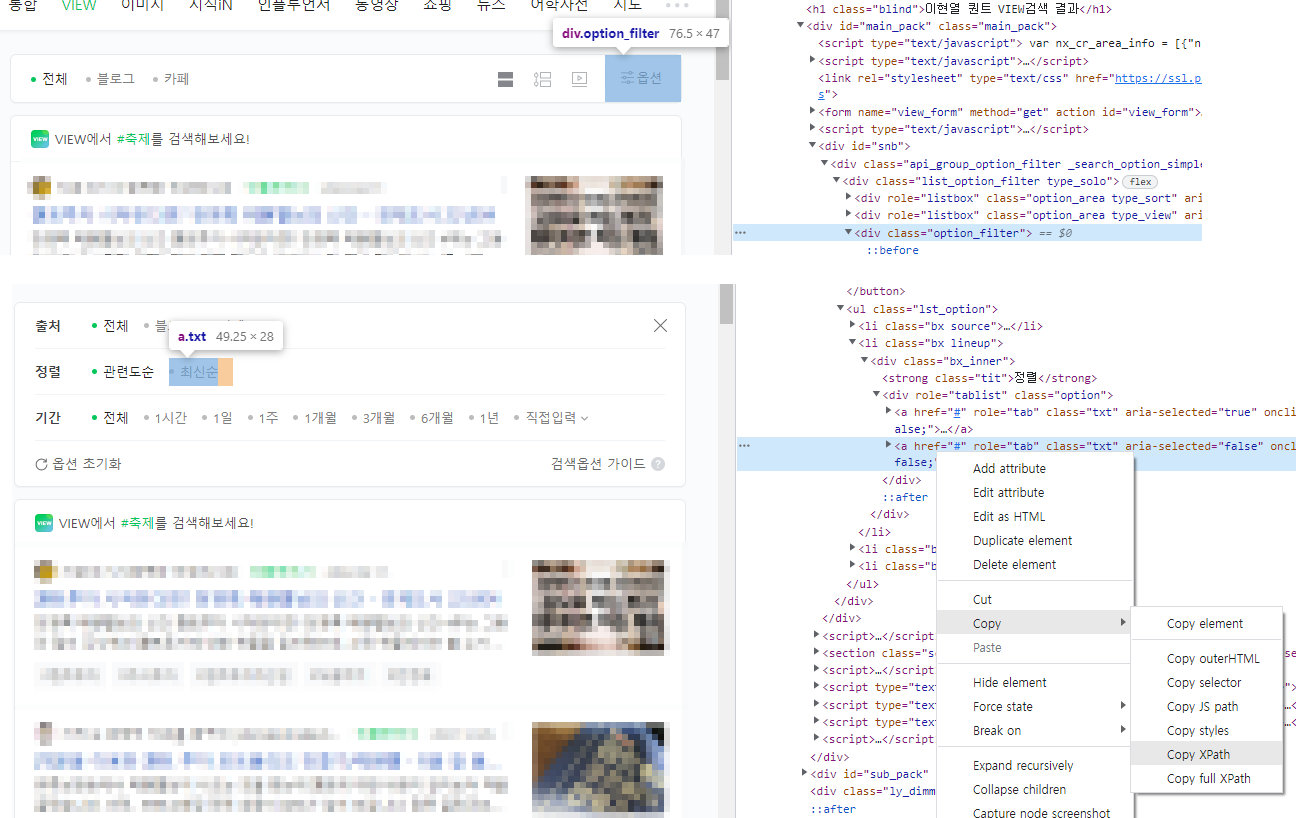 통합 VIEW 이미지 지식iN 인플루언서 동영상 쇼핑 뉴스 어학사전 지도
div.option_filter 76.5 × 47
전체 블로그 카페
옵션
VIEW VIEW에서 #축제를 검색해보세요!
<h1 class="blind">이현열 퀀트 VIEW검색 결과</h1>
<div id="main_pack" class="main_pack">
<script type="text/javascript"> var nx_cr_area_info = [{"n
<script type="text/javascript">…</script>
<link rel="stylesheet" type="text/css" href="https://ssl.p
s">
<form name="view_form" method="get" action id="view_form">
<script type="text/javascript">…</script>
<div id="snb">
<div class="api_group_option_filter _search_option_simple
<div class="list_option_filter type_solo"> flex
<div role="listbox" class="option_area type_sort" ari
<div role="listbox" class="option_area type_view" ari
<div class="option_filter"> == $0
::before
출처 전체
a.txt 49.25 × 28
정렬 관련도순 최신순
기간 전체 1시간 1일 1주 1개월 3개월 6개월 1년 직접입력
옵션 초기화 검색옵션 가이드 ?
VIEW VIEW에서 #축제를 검색해보세요!
</button>
<ul class="lst_option">
<li class="bx source">…</li>
<li class="bx lineup">
<div class="bx_inner">
<strong class="tit">정렬</strong>
<div role="tablist" class="option">
<a href="#" role="tab" class="txt" aria-selected="true" oncli
alse;">…</a>
<a href="#" role="tab" class="txt" aria-selected="false" oncl
false;"
</div>
::after
</div>
</li>
<li class="b
<li class="b
</ul>
</div>
</div>
<script>…</script
<section class="s
<script>…</script
<script type="tex
<script type="tex
<script type="tex
<script>…</script
</div>
<div id="sub_pack"
<div class="ly_dimm
::after
Add attribute
Edit attribute
Edit as HTML
Duplicate element
Delete element
Cut
Copy
Paste
Hide element
Force state
Break on
Expand recursively
Collapse children
Capture node screenshot
Copy element
Copy outerHTML
Copy selector
Copy JS path
Copy styles
Copy XPath
Copy full XPath